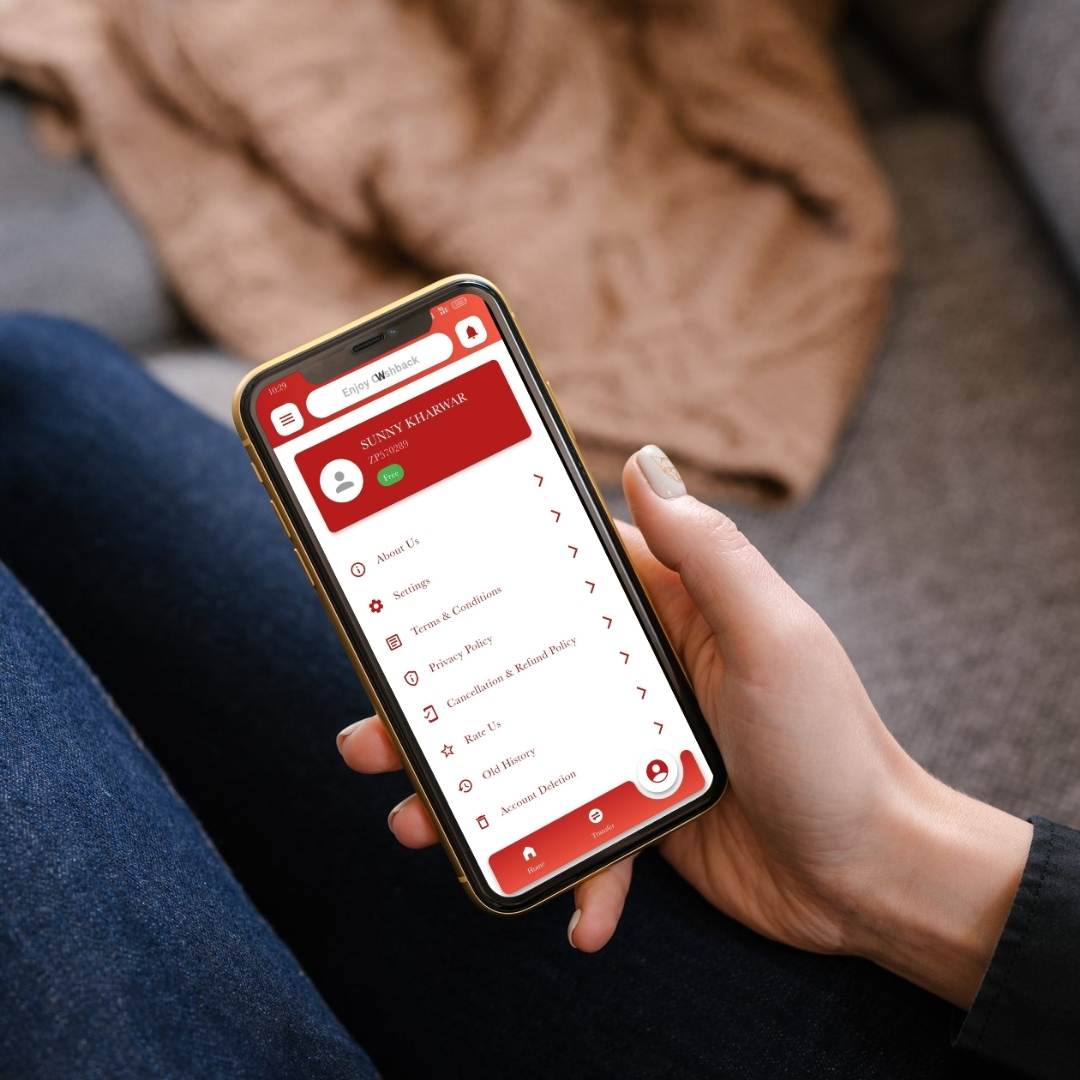 10:29
Enjoy
SUNNY KHARWAR
ZP570289
Free
About Us
Settings
Terms & Conditions
Privacy Policy
Cancellation & Refund Policy
Rate Us
Old History
Account Deletion
Home
Transfer